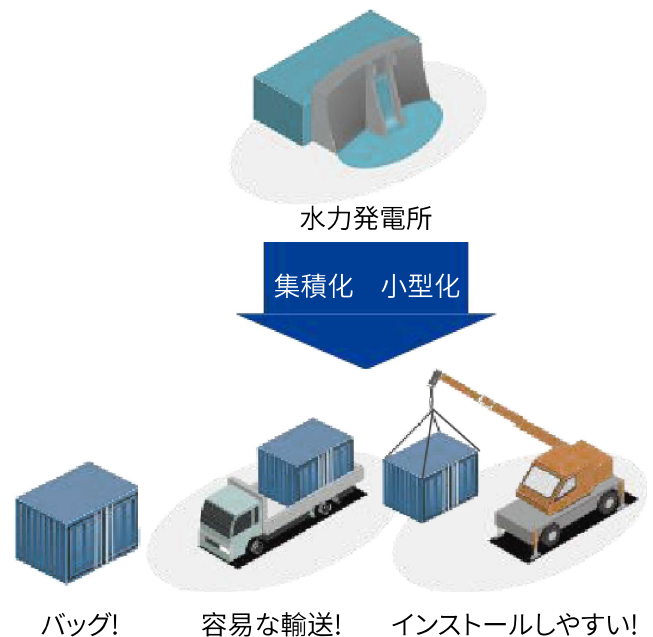 水力発電所
集積化　小型化
バッグ!
容易な輸送!
インストールしやすい!